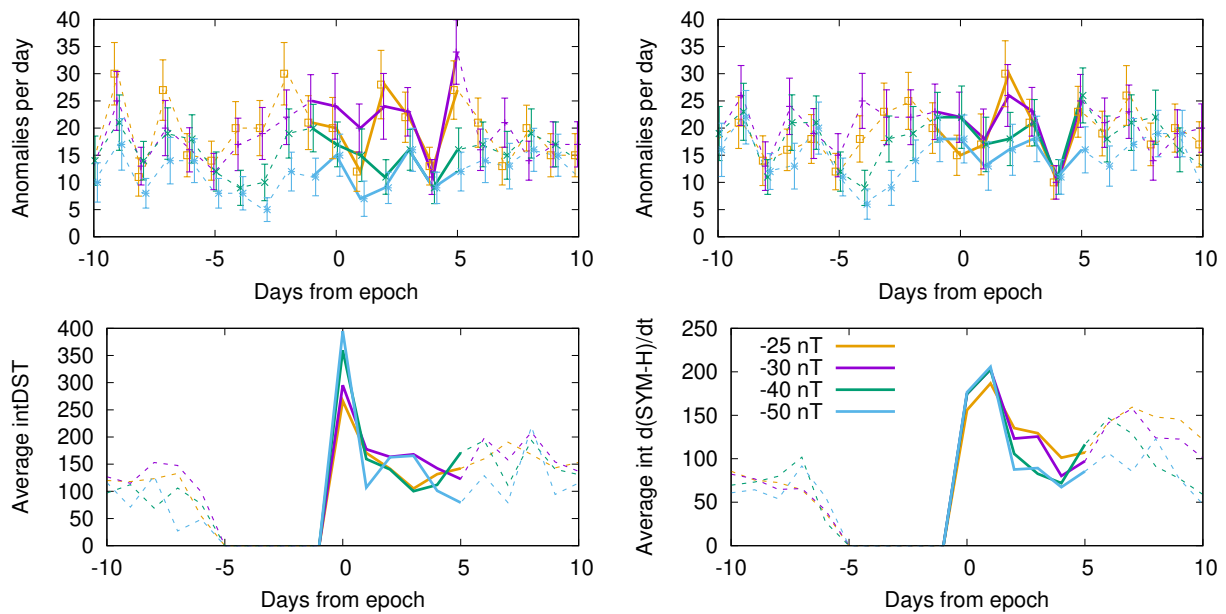 40
35
30
25
20
15
10
5
0
-10 -5 0 5 10
Anomalies per day
Days from epoch
40
35
30
25
20
15
10
5
0
-10 -5 0 5 10
Anomalies per day
Days from epoch
400
350
300
250
200
150
100
50
0
-10 -5 0 5 10
Average intDST
Days from epoch
250
200
150
100
50
0
-10 -5 0 5 10
Average int d(SYM-H)/dt
Days from epoch
-25 nT
-30 nT
-40 nT
-50 nT